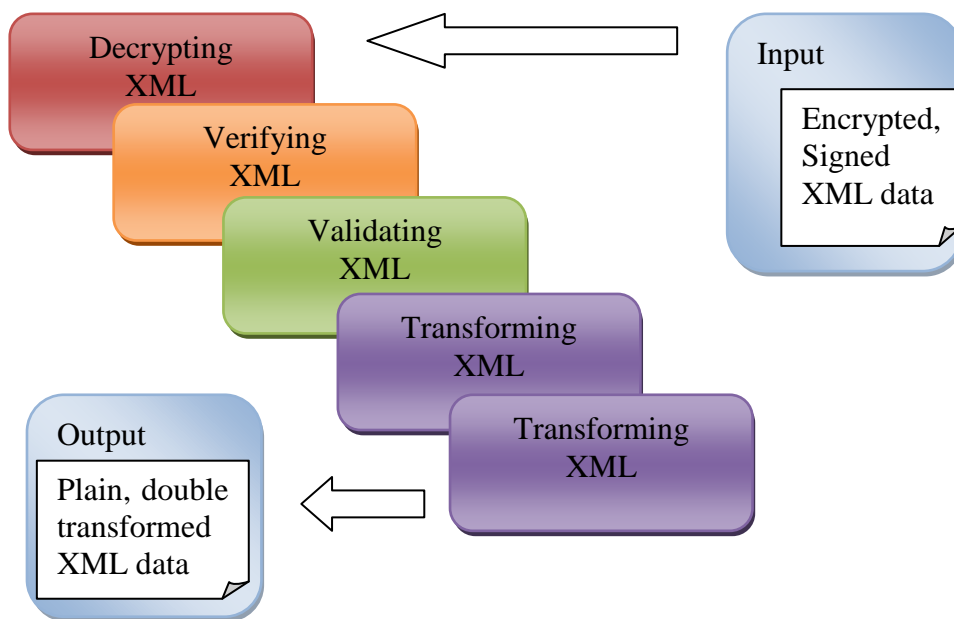 Decrypting
XML
Input
Encrypted,
Signed
XML data
Verifying
XML
Validating
XML
Transforming
XML
Transforming
XML
Output
Plain, double
transformed
XML data